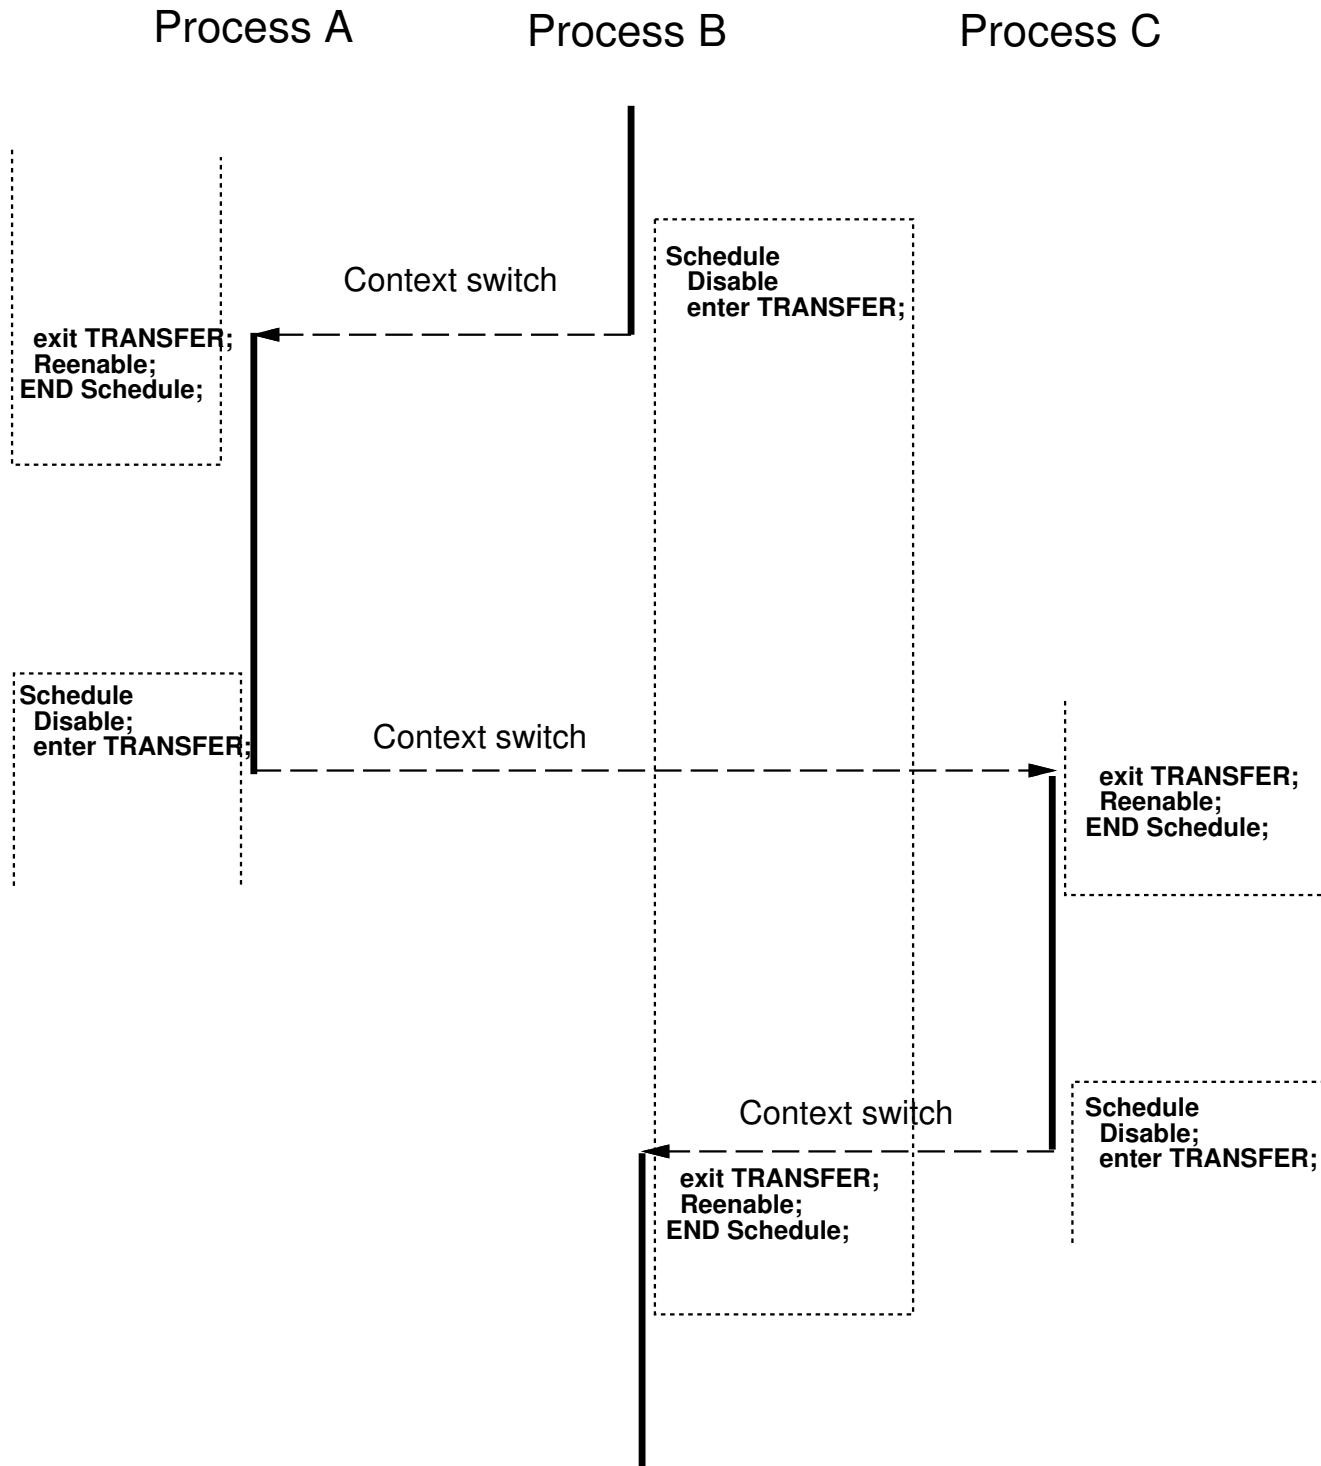 Process A
Process B
Process C
Schedule
Disable
enter TRANSFER;
Context switch
exit TRANSFER;
Reenable;
END Schedule;
Schedule
Disable;
enter TRANSFER;
Context switch
exit TRANSFER;
Reenable;
END Schedule;
Schedule
Disable;
enter TRANSFER;
Context switch
exit TRANSFER;
Reenable;
END Schedule;